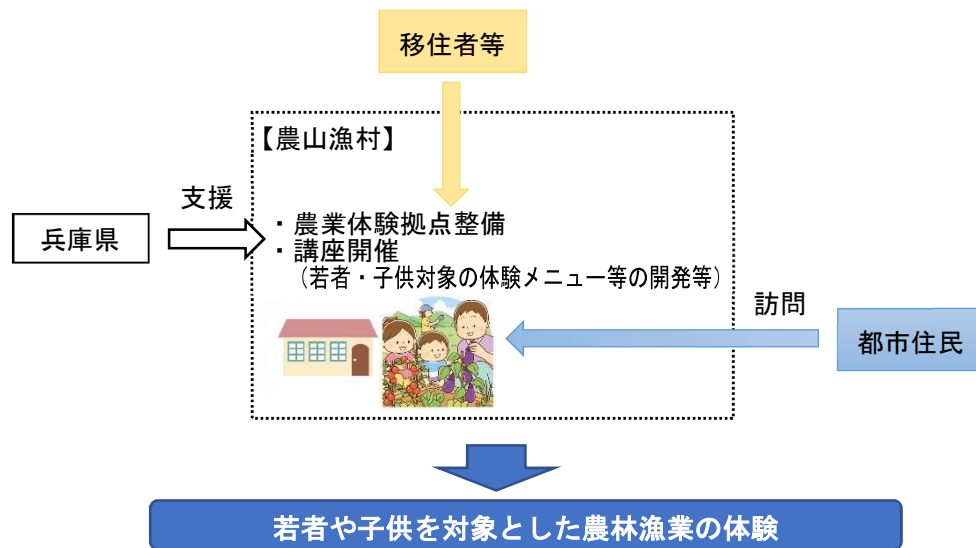 移住者等
【農山漁村】
支援
兵庫県
・農業体験拠点整備
・講座開催
（若者・子供対象の体験メニュー等の開発等）
訪問
都市住民
若者や子供を対象とした農林漁業の体験